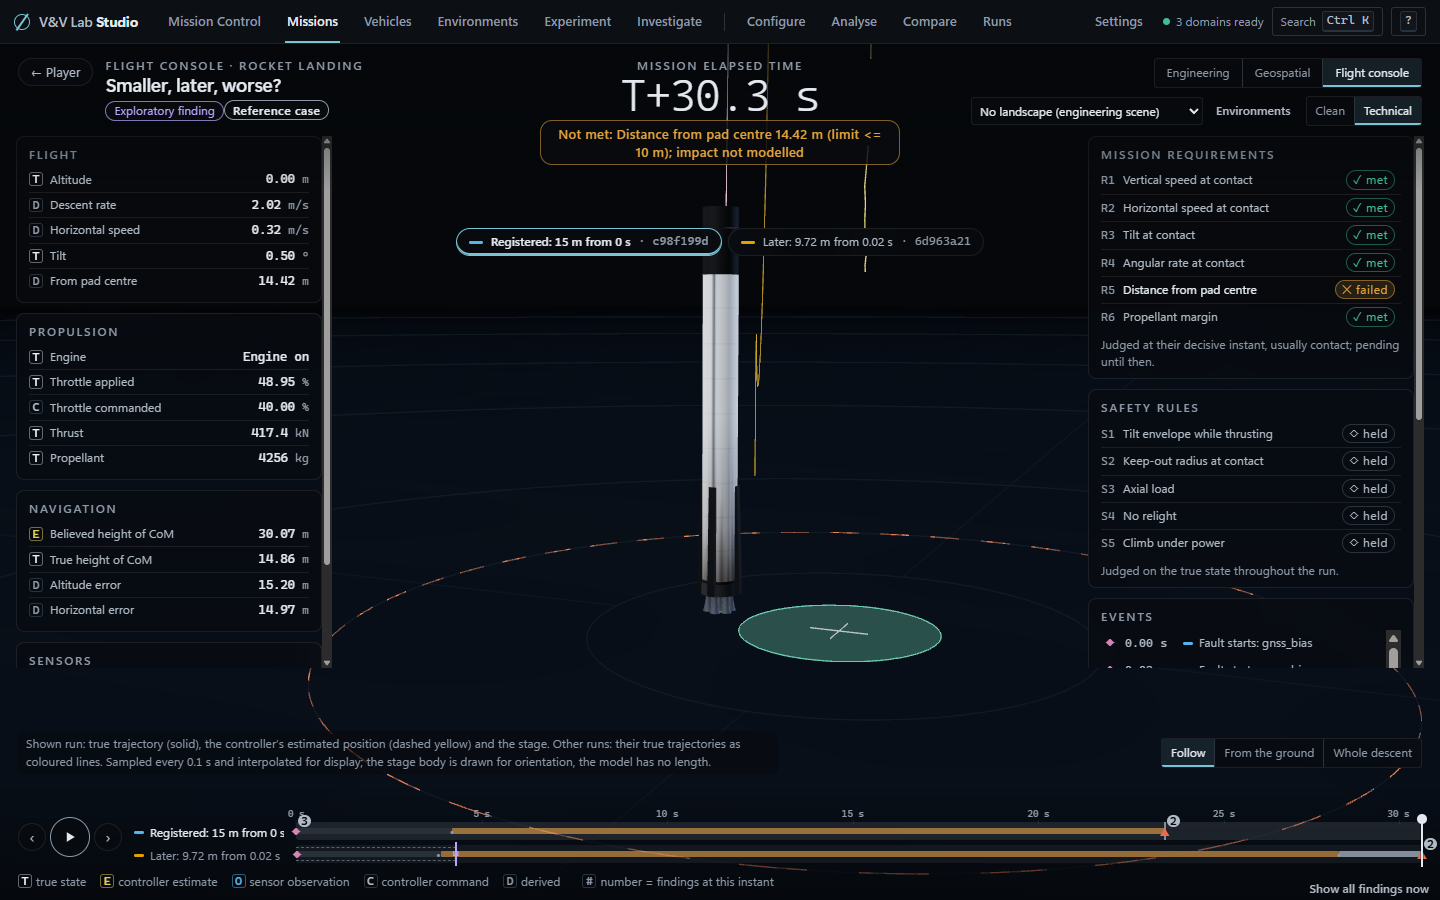 V&V Lab Studio
Mission Control
Missions
Vehicles
Environments
Experiment
Investigate
Configure
Analyse
Compare
Runs
Settings
3 domains ready
Search Ctrl K
?
← Player
FLIGHT CONSOLE · ROCKET LANDING
Smaller, later, worse?
Exploratory finding
Reference case
MISSION ELAPSED TIME
T+30.3 s
Not met: Distance from pad centre 14.42 m (limit <=
10 m); impact not modelled
Engineering
Geospatial
Flight console
No landscape (engineering scene)
Environments
Clean
Technical
Registered: 15 m from 0 s · c98f199d
Later: 9.72 m from 0.02 s · 6d963a21
FLIGHT
T Altitude 0.00 m
D Descent rate 2.02 m/s
D Horizontal speed 0.32 m/s
T Tilt 0.50 °
D From pad centre 14.42 m
PROPULSION
T Engine Engine on
T Throttle applied 48.95 %
C Throttle commanded 40.00 %
T Thrust 417.4 kN
T Propellant 4256 kg
NAVIGATION
E Believed height of CoM 30.07 m
T True height of CoM 14.86 m
D Altitude error 15.20 m
D Horizontal error 14.97 m
SENSORS
MISSION REQUIREMENTS
R1 Vertical speed at contact ✓ met
R2 Horizontal speed at contact ✓ met
R3 Tilt at contact ✓ met
R4 Angular rate at contact ✓ met
R5 Distance from pad centre ✕ failed
R6 Propellant margin ✓ met
Judged at their decisive instant, usually contact; pending
until then.
SAFETY RULES
S1 Tilt envelope while thrusting ◇ held
S2 Keep-out radius at contact ◇ held
S3 Axial load ◇ held
S4 No relight ◇ held
S5 Climb under power ◇ held
Judged on the true state throughout the run.
EVENTS
0.00 s Fault starts: gnss_bias
Shown run: true trajectory (solid), the controller's estimated position (dashed yellow) and the stage. Other runs: their true trajectories as
coloured lines. Sampled every 0.1 s and interpolated for display; the stage body is drawn for orientation, the model has no length.
Follow
From the ground
Whole descent
0 s 5 s 10 s 15 s 20 s 25 s 30 s
Registered: 15 m from 0 s 3 2
Later: 9.72 m from 0.02 s 2
T true state
E controller estimate
O sensor observation
C controller command
D derived
# number = findings at this instant
Show all findings now